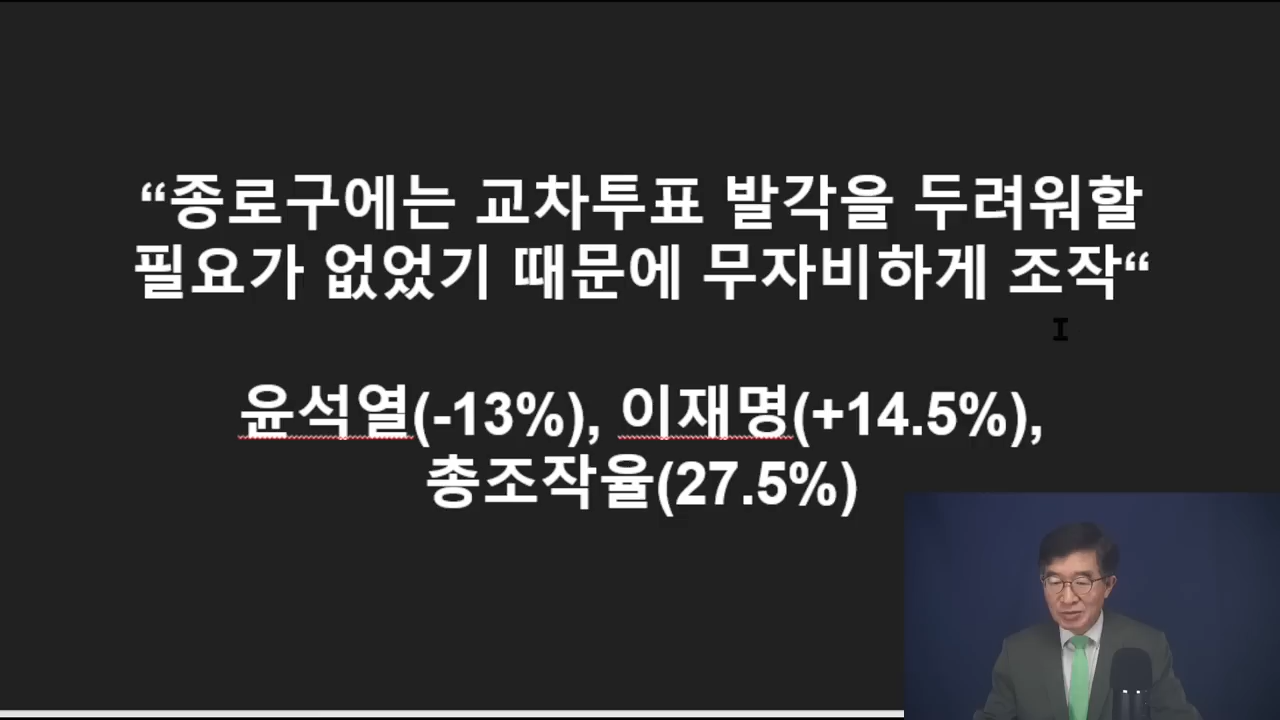 “종로구에는 교차투표 발각을 두려워할
필요가 없었기 때문에 무자비하게 조작“
윤석열(-13%), 이재명(+14.5%),
총조작율(27.5%)